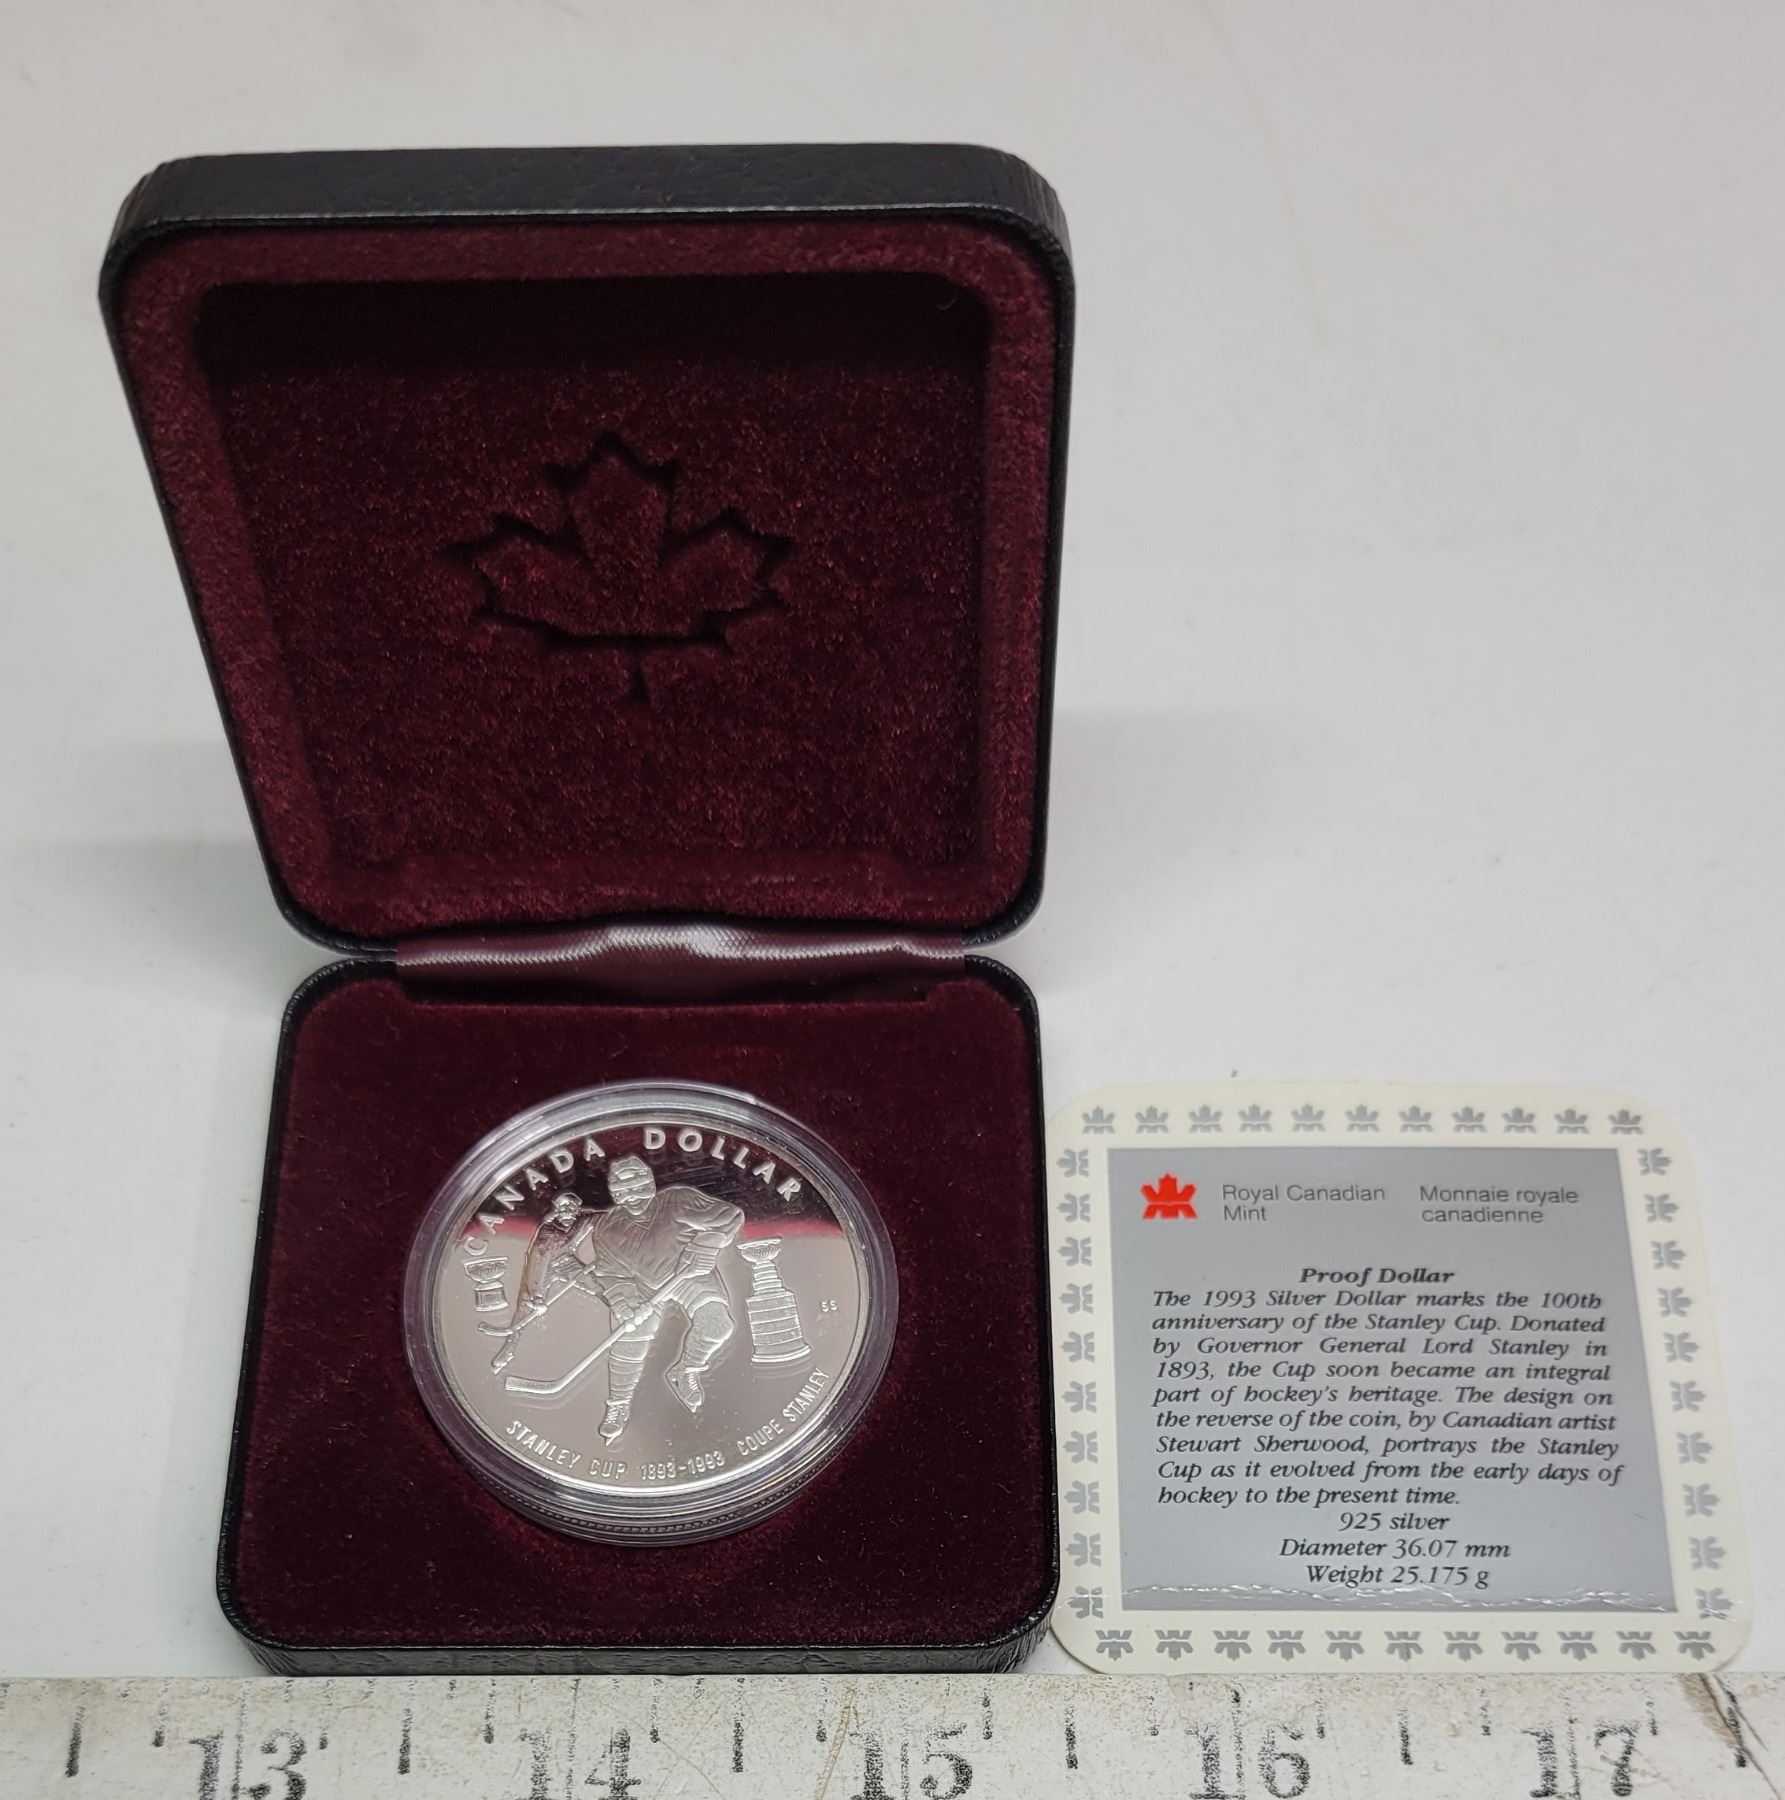 CANADA DOLLAR
SS
STANLEY CUP 1893-1993 COUPE STANLEY
Royal Canadian Mint
Monnaie royale canadienne
Proof Dollar
The 1993 Silver Dollar marks the 100th
anniversary of the Stanley Cup. Donated
by Governor General Lord Stanley in
1893, the Cup soon became an integral
part of hockey's heritage. The design on
the reverse of the coin, by Canadian artist
Stewart Sherwood, portrays the Stanley
Cup as it evolved from the early days of
hockey to the present time.
925 silver
Diameter 36.07 mm
Weight 25.175 g
13 14 15 16 17